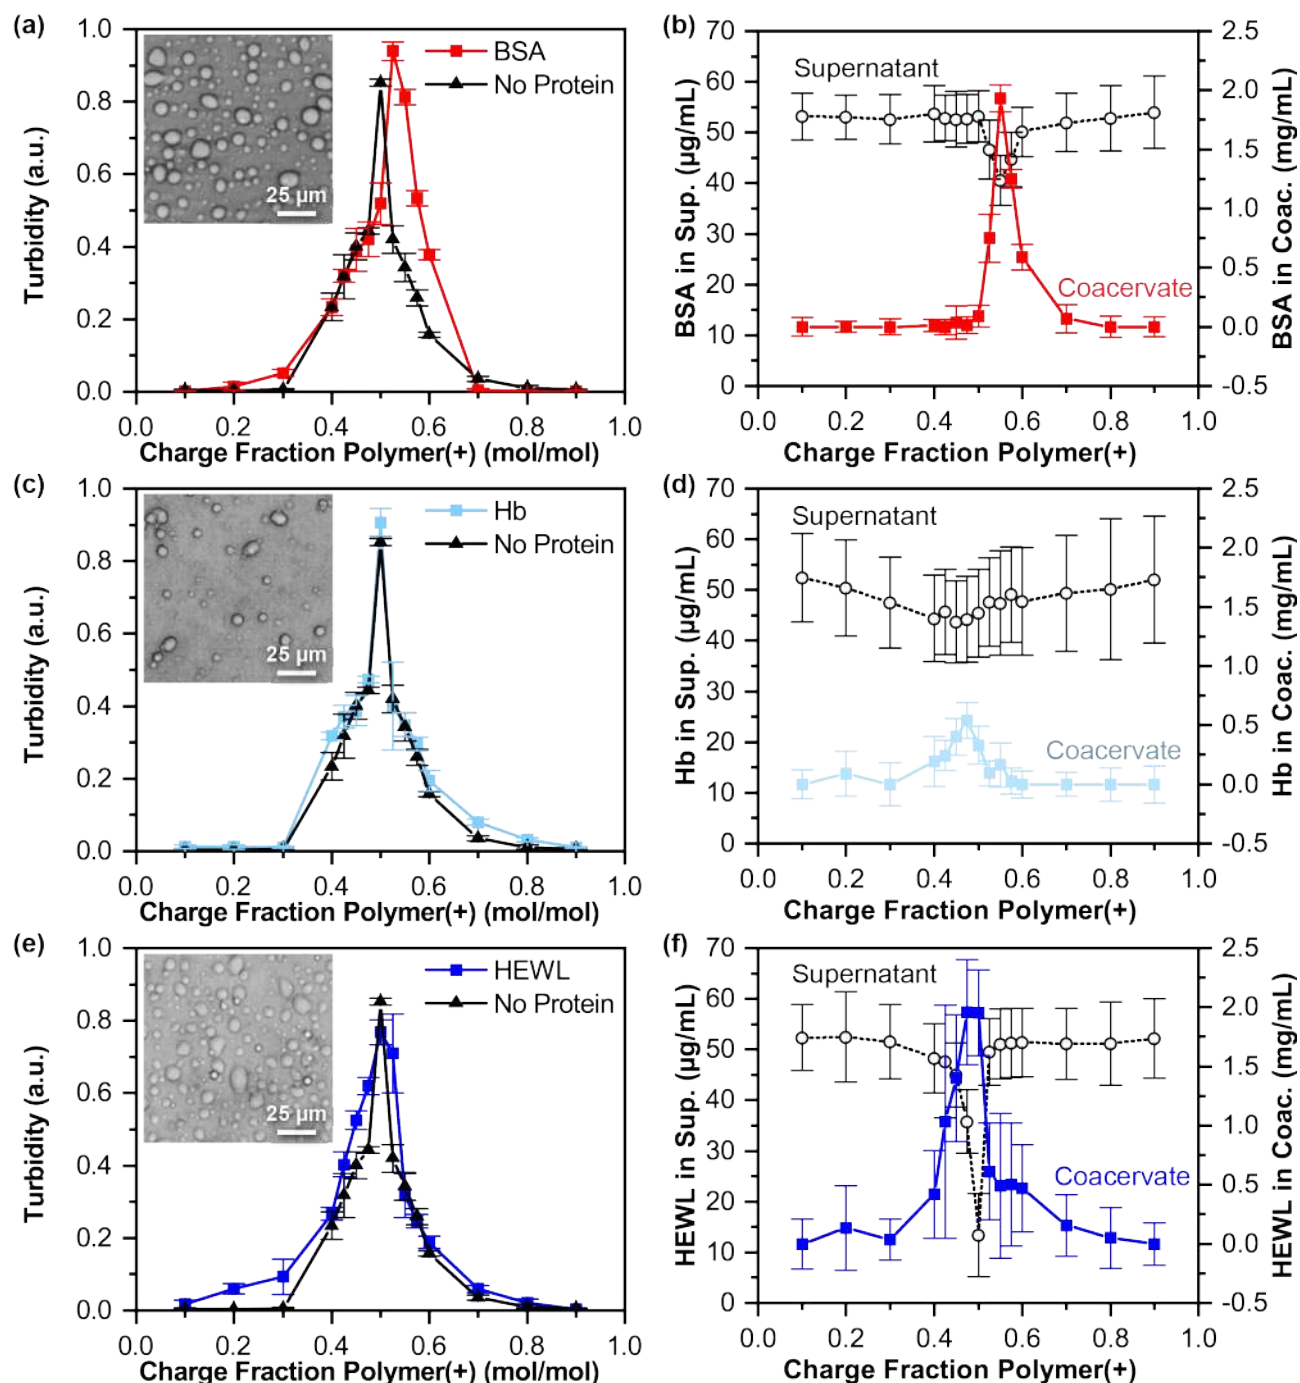 (a)
1.0
0.8
0.6
0.4
0.2
0.0
Turbidity (a.u.)
25 µm
BSA
No Protein
0.0 0.2 0.4 0.6 0.8 1.0
Charge Fraction Polymer(+) (mol/mol)
(b)
70
60
50
40
30
20
10
0
BSA in Sup. (µg/mL)
Supernatant
Coacervate
2.5
2.0
1.5
1.0
0.5
0.0
-0.5
BSA in Coac. (mg/mL)
0.0 0.2 0.4 0.6 0.8 1.0
Charge Fraction Polymer(+)
(c)
1.0
0.8
0.6
0.4
0.2
0.0
Turbidity (a.u.)
25 µm
Hb
No Protein
0.0 0.2 0.4 0.6 0.8 1.0
Charge Fraction Polymer(+) (mol/mol)
(d)
70
60
50
40
30
20
10
0
Hb in Sup. (µg/mL)
Supernatant
Coacervate
2.5
2.0
1.5
1.0
0.5
0.0
-0.5
Hb in Coac. (mg/mL)
0.0 0.2 0.4 0.6 0.8 1.0
Charge Fraction Polymer(+)
(e)
1.0
0.8
0.6
0.4
0.2
0.0
Turbidity (a.u.)
25 µm
HEWL
No Protein
0.0 0.2 0.4 0.6 0.8 1.0
Charge Fraction Polymer(+) (mol/mol)
(f)
70
60
50
40
30
20
10
0
HEWL in Sup. (µg/mL)
Supernatant
Coacervate
2.5
2.0
1.5
1.0
0.5
0.0
-0.5
HEWL in Coac. (mg/mL)
0.0 0.2 0.4 0.6 0.8 1.0
Charge Fraction Polymer(+)